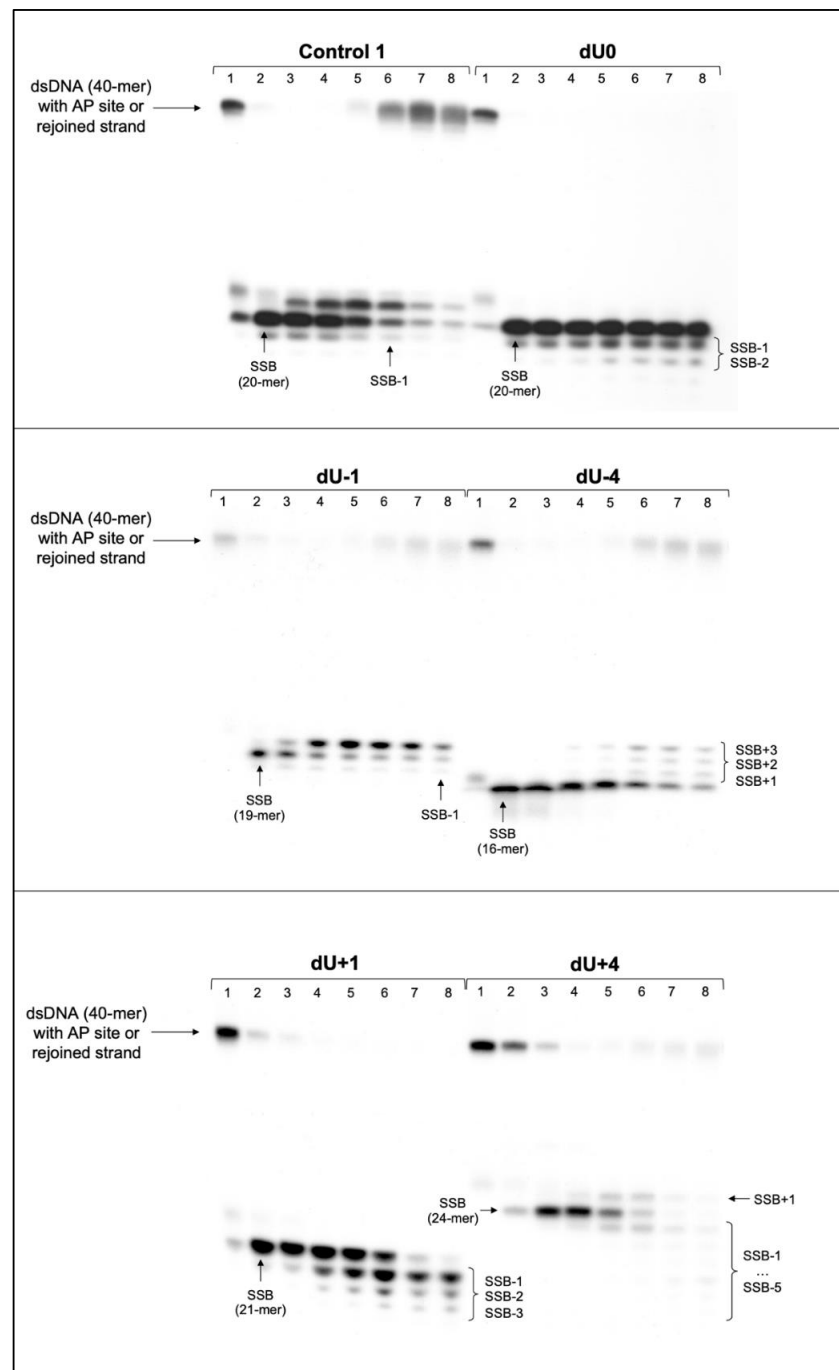 Control 1 dU0
1 2 3 4 5 6 7 8 1 2 3 4 5 6 7 8
dsDNA (40-mer)
with AP site or
rejoined strand
SSB
(20-mer)
SSB-1
SSB
(20-mer)
SSB-1
SSB-2
dU-1 dU-4
1 2 3 4 5 6 7 8 1 2 3 4 5 6 7 8
dsDNA (40-mer)
with AP site or
rejoined strand
SSB+3
SSB+2
SSB+1
SSB
(19-mer)
SSB-1
SSB
(16-mer)
dU+1 dU+4
1 2 3 4 5 6 7 8 1 2 3 4 5 6 7 8
dsDNA (40-mer)
with AP site or
rejoined strand
SSB
(24-mer)
SSB+1
SSB
(21-mer)
SSB-1
SSB-2
SSB-3
SSB-1
...
SSB-5